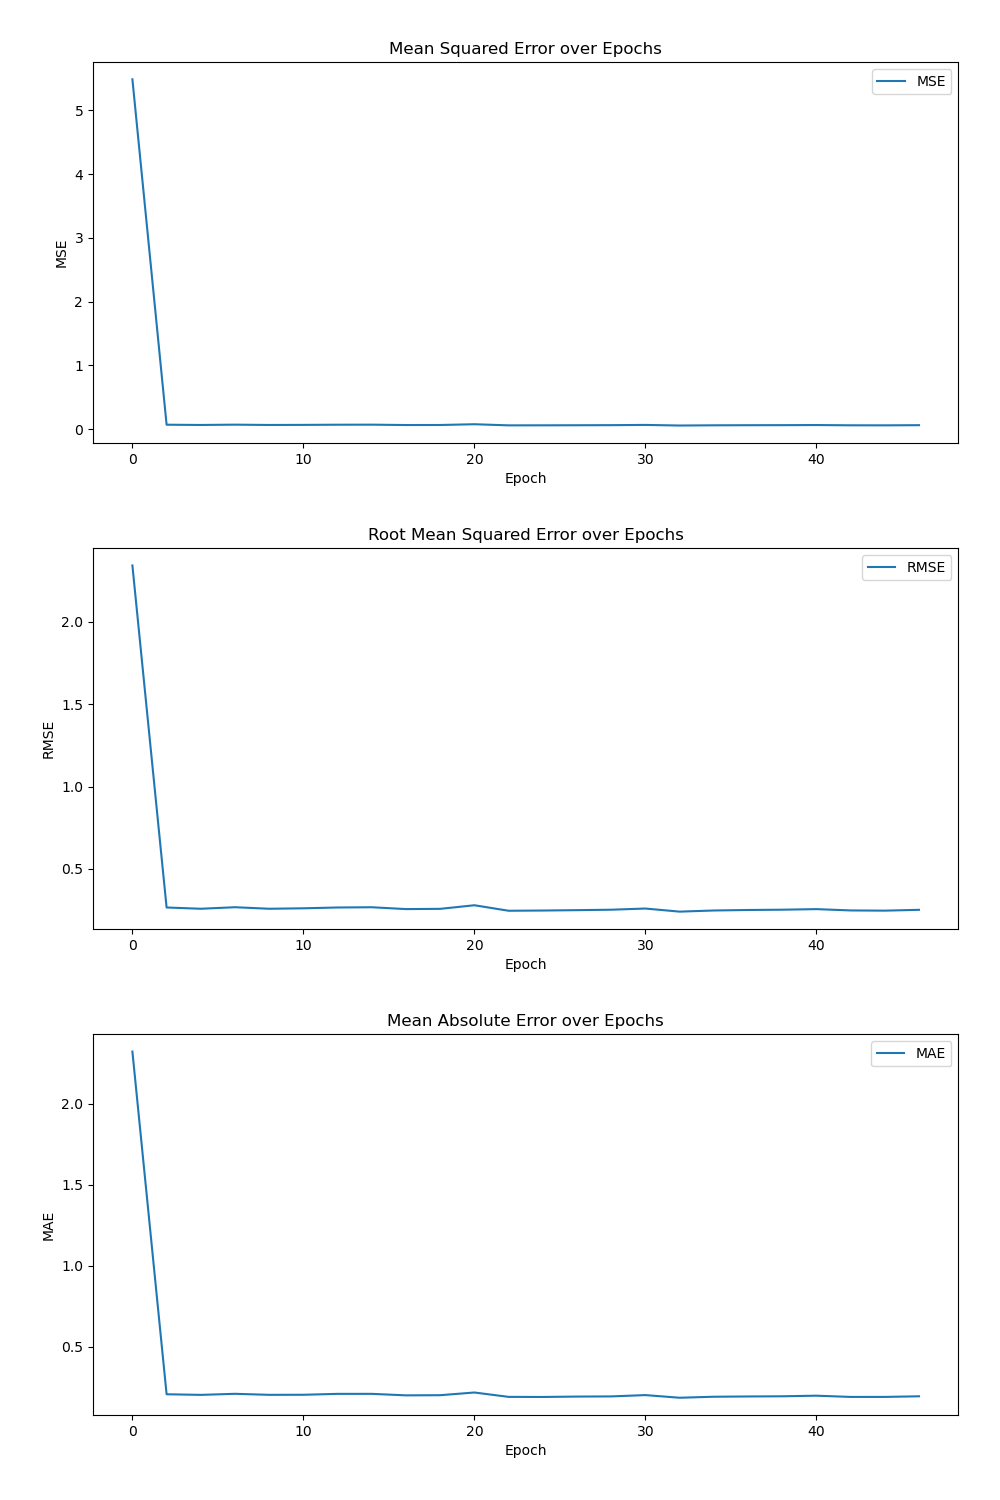 Mean Squared Error over Epochs
MSE
5
4
3
2
1
0
MSE
0 10 20 30 40
Epoch
Root Mean Squared Error over Epochs
RMSE
2.0
1.5
1.0
0.5
RMSE
0 10 20 30 40
Epoch
Mean Absolute Error over Epochs
MAE
2.0
1.5
1.0
0.5
MAE
0 10 20 30 40
Epoch